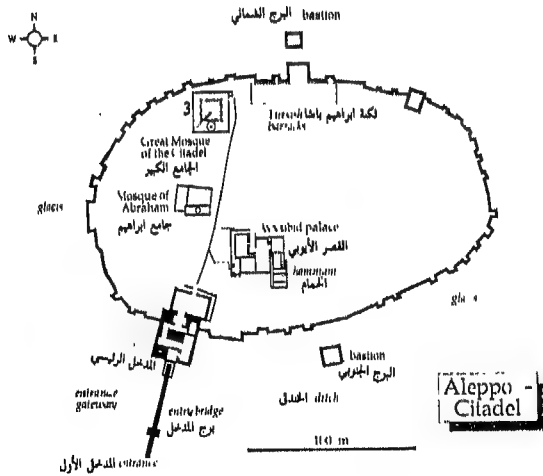 البرج الشمالي bastion
N
W E
S
3
Turkish
ثكنة ابراهيم باشا
barracks
Great Mosque
of the Citadel
الجامع الكبير
Mosque of
Abraham
جامع ابراهيم
glacis
Ayyubid palace
القصر الأيوبي
hammam
الحمام
المدخل الرئيسي
entrance
gateway
bastion
البرج الجنوبي
الخندق ditch
entry bridge
برج المدخل
المدخل الأول entrance
100 m
Aleppo -
Citadel